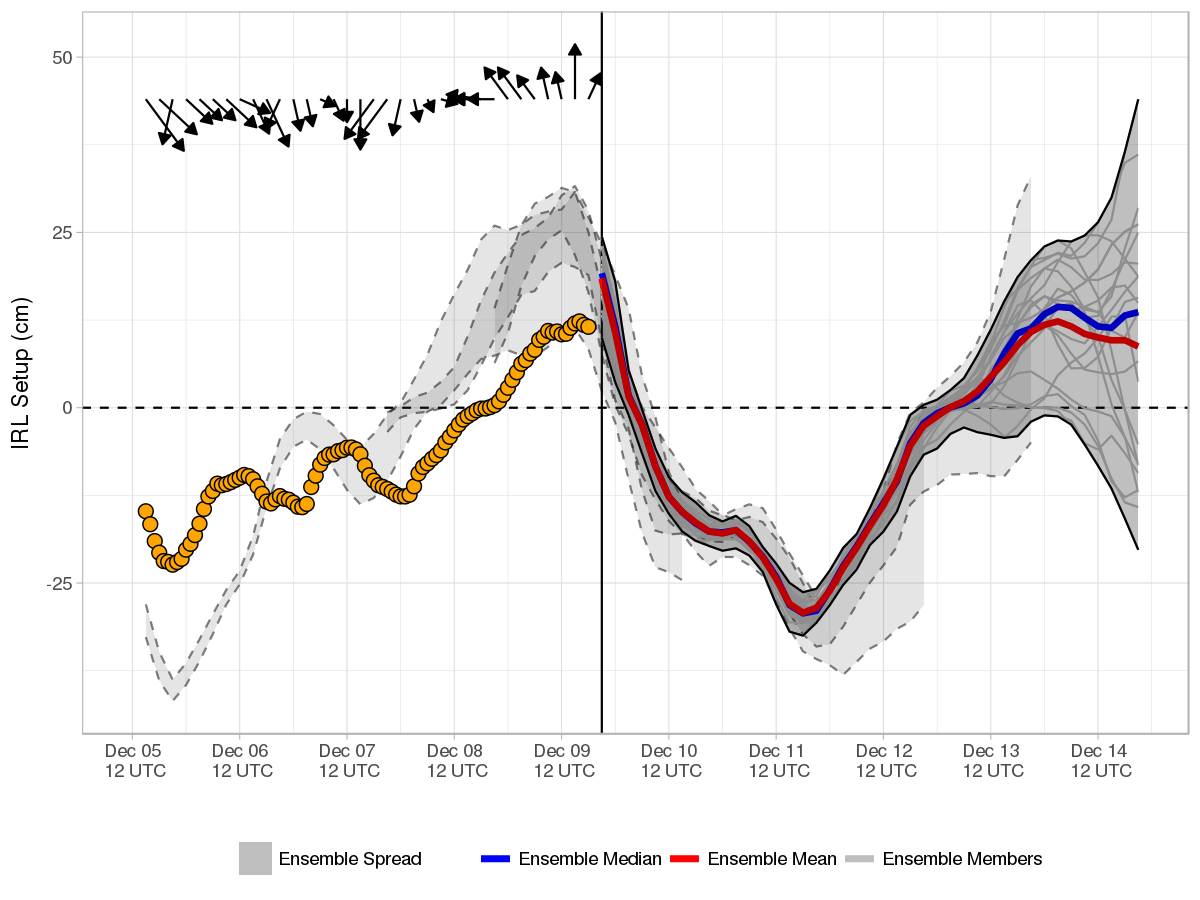 IRL Setup (cm)
50
25
0
-25
Dec 05 Dec 06 Dec 07 Dec 08 Dec 09 Dec 10 Dec 11 Dec 12 Dec 13 Dec 14
12 UTC 12 UTC 12 UTC 12 UTC 12 UTC 12 UTC 12 UTC 12 UTC 12 UTC 12 UTC
Ensemble Spread Ensemble Median Ensemble Mean Ensemble Members